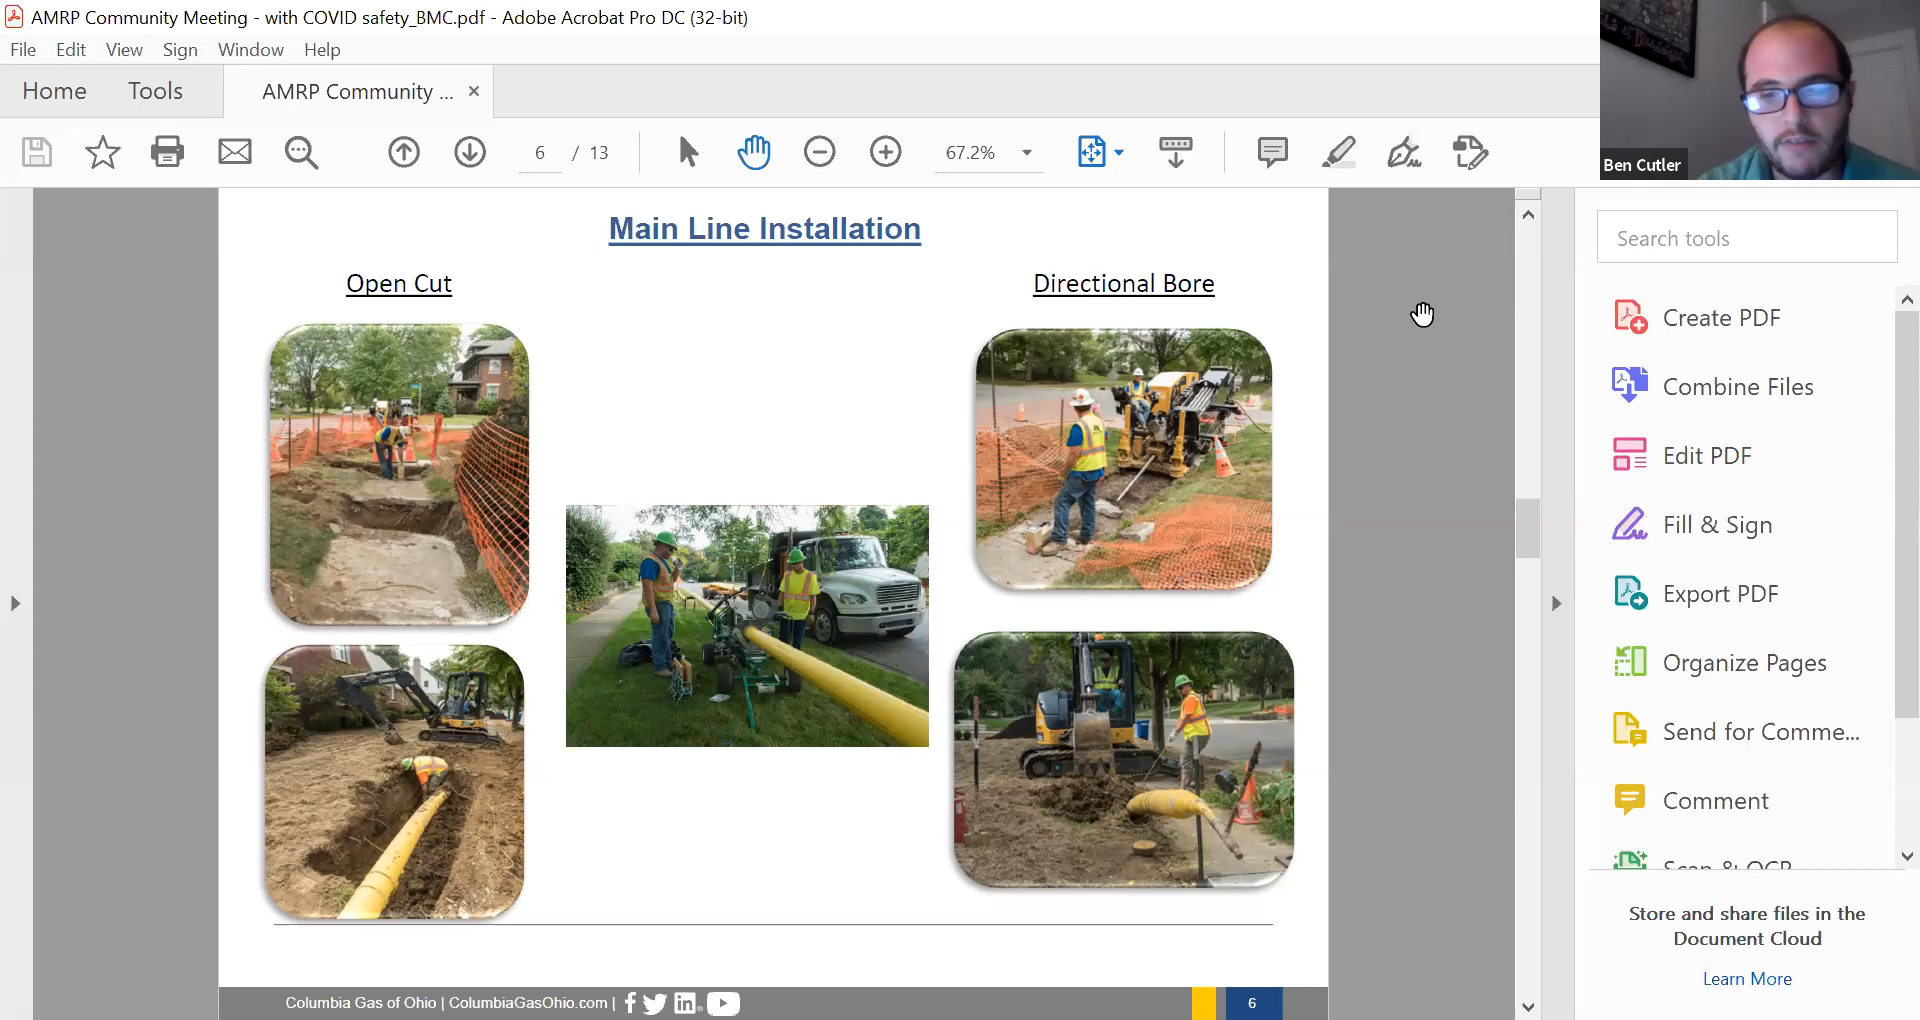 AMRP Community Meeting - with COVID safety_BMC.pdf - Adobe Acrobat Pro DC (32-bit)
File Edit View Sign Window Help
Home Tools AMRP Community ... ×
6 / 13 67.2%
Ben Cutler
Main Line Installation
Open Cut
Directional Bore
Columbia Gas of Ohio | ColumbiaGasOhio.com |
6
Search tools
Create PDF
Combine Files
Edit PDF
Fill & Sign
Export PDF
Organize Pages
Send for Comme...
Comment
Scan & OCR
Store and share files in the
Document Cloud
Learn More